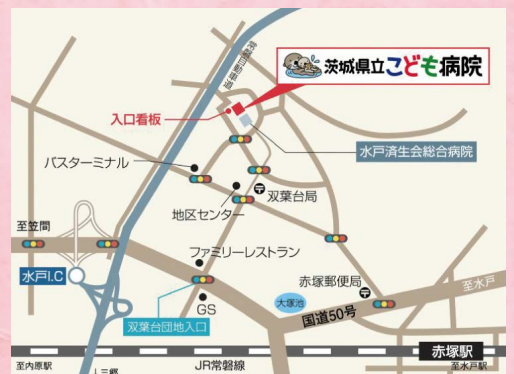 茨城県立こども病院
常磐自動車道
入口看板
水戸済生会総合病院
バスターミナル
双葉台局
地区センター
至笠間
ファミリーレストラン
水戸I.C
赤塚郵便局
至水戸
大塚池
GS
国道50号
双葉台団地入口
赤塚駅
至内原駅
至三郷
JR常磐線
至水戸駅